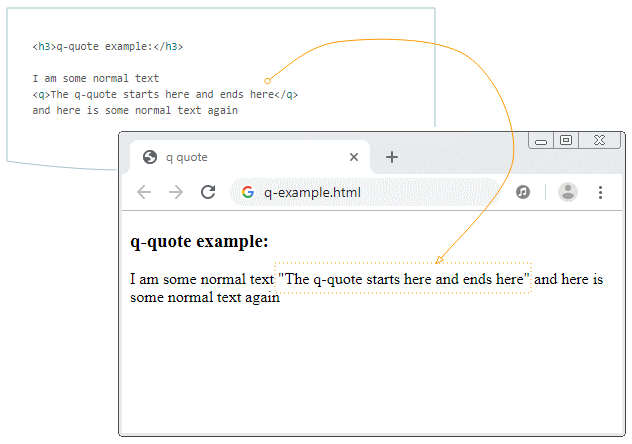 <h3>q-quote example:</h3>
I am some normal text
<q>The q-quote starts here and ends here</q>
and here is some normal text again
q quote
q-example.html
q-quote example:
I am some normal text "The q-quote starts here and ends here" and here is
some normal text again